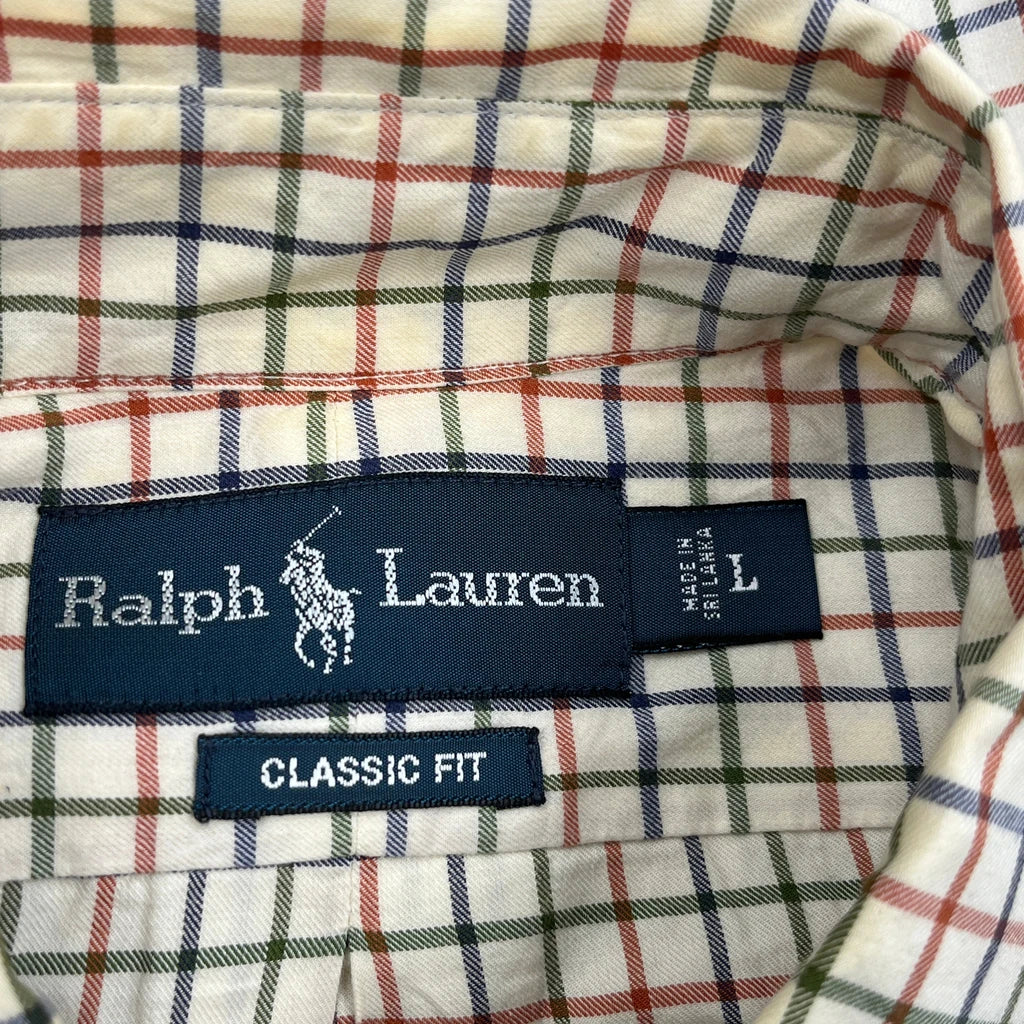 Ralph Lauren
MADE IN
SRI LANKA
L
CLASSIC FIT